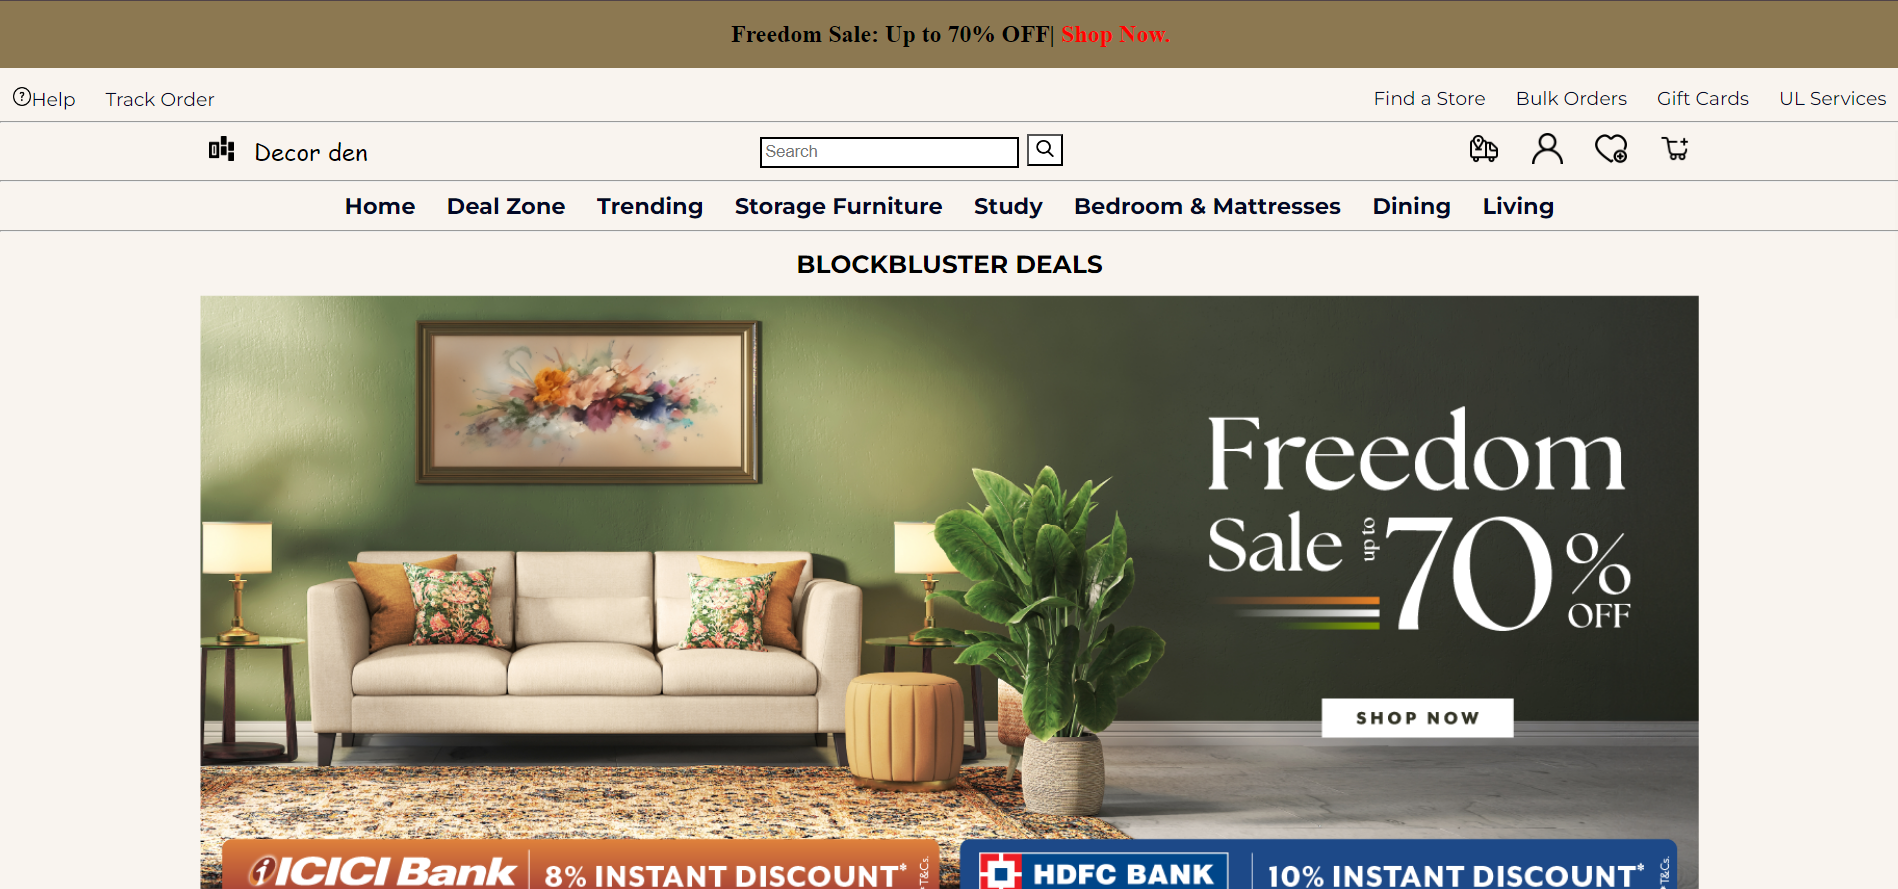 Freedom Sale: Up to 70% OFF| Shop Now.
Help Track Order
Find a Store Bulk Orders Gift Cards UL Services
Decor den
Search
Home Deal Zone Trending Storage Furniture Study Bedroom & Mattresses Dining Living
BLOCKBLUSTER DEALS
Freedom
Sale up to 70% OFF
SHOP NOW
ICICI Bank 8% INSTANT DISCOUNT* *T&Cs.
HDFC BANK 10% INSTANT DISCOUNT* *T&Cs.